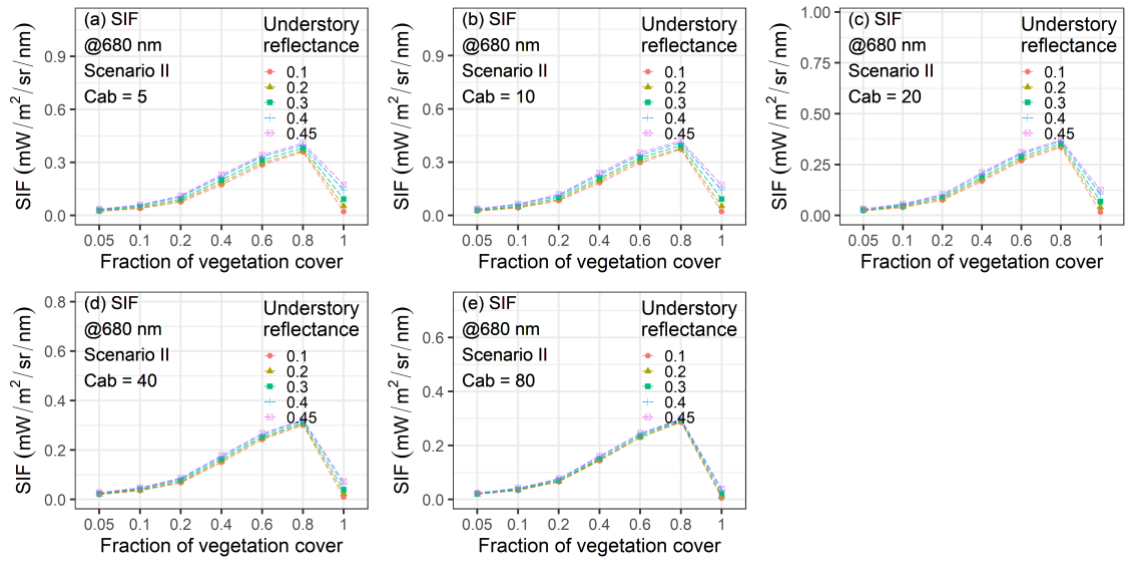 (a) SIF
@680 nm
Scenario II
Cab = 5
Understory
reflectance
0.1
0.2
0.3
0.4
0.45
SIF (mW/m²/sr/nm)
0.9
0.6
0.3
0.0
0.05 0.1 0.2 0.4 0.6 0.8 1
Fraction of vegetation cover
(b) SIF
@680 nm
Scenario II
Cab = 10
Understory
reflectance
0.1
0.2
0.3
0.4
0.45
SIF (mW/m²/sr/nm)
0.9
0.6
0.3
0.0
0.05 0.1 0.2 0.4 0.6 0.8 1
Fraction of vegetation cover
(c) SIF
@680 nm
Scenario II
Cab = 20
Understory
reflectance
0.1
0.2
0.3
0.4
0.45
SIF (mW/m²/sr/nm)
1.00
0.75
0.50
0.25
0.00
0.05 0.1 0.2 0.4 0.6 0.8 1
Fraction of vegetation cover
(d) SIF
@680 nm
Scenario II
Cab = 40
Understory
reflectance
0.1
0.2
0.3
0.4
0.45
SIF (mW/m²/sr/nm)
0.8
0.6
0.4
0.2
0.0
0.05 0.1 0.2 0.4 0.6 0.8 1
Fraction of vegetation cover
(e) SIF
@680 nm
Scenario II
Cab = 80
Understory
reflectance
0.1
0.2
0.3
0.4
0.45
SIF (mW/m²/sr/nm)
0.6
0.4
0.2
0.0
0.05 0.1 0.2 0.4 0.6 0.8 1
Fraction of vegetation cover